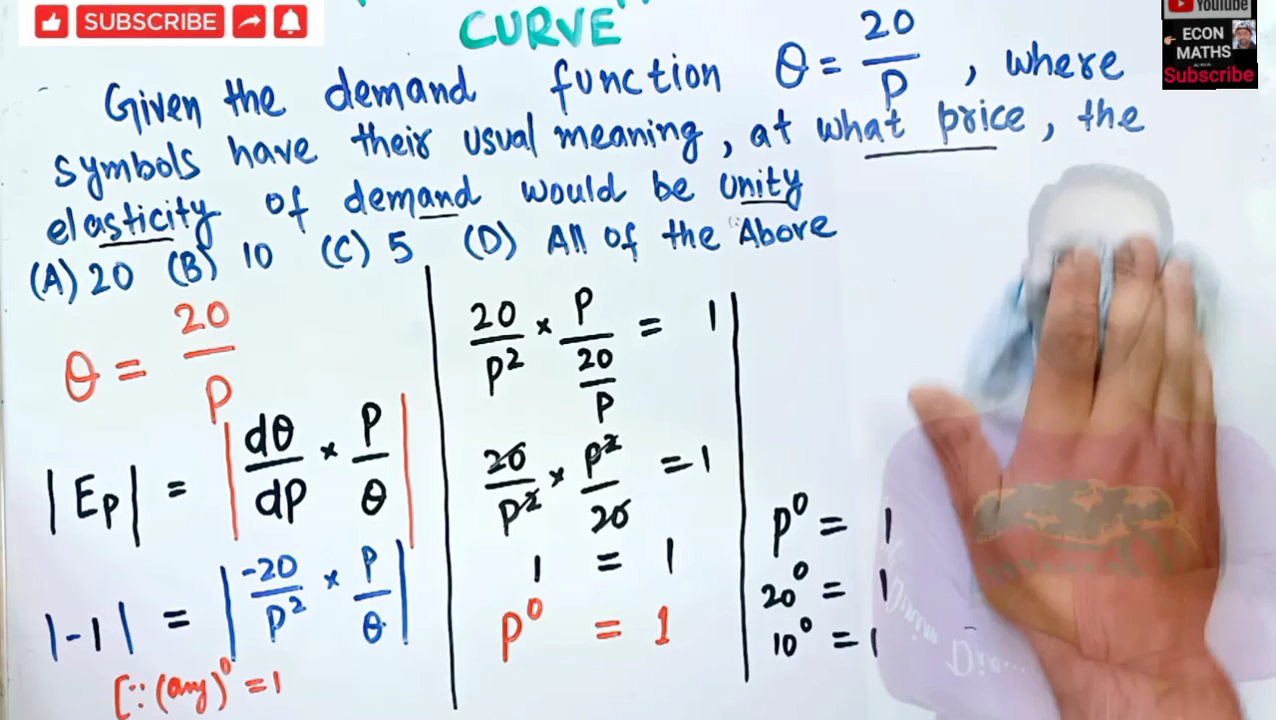 SUBSCRIBE
YouTube
ECON
MATHS
Subscribe
CURVE"
Given the demand function Q = 20/P , where
symbols have their usual meaning, at what price, the
elasticity of demand would be unity
(A) 20 (B) 10 (C) 5 (D) All of the Above
Q = 20/P
|EP| = | dQ/dP × P/Q |
|-1| = | -20/P² × P/Q |
[∵ (any)⁰ = 1
20/P² × P/(20/P) = 1
20/P² × P²/20 = 1
1 = 1
P⁰ = 1
P⁰ = 1
20⁰ = 1
10⁰ = 1